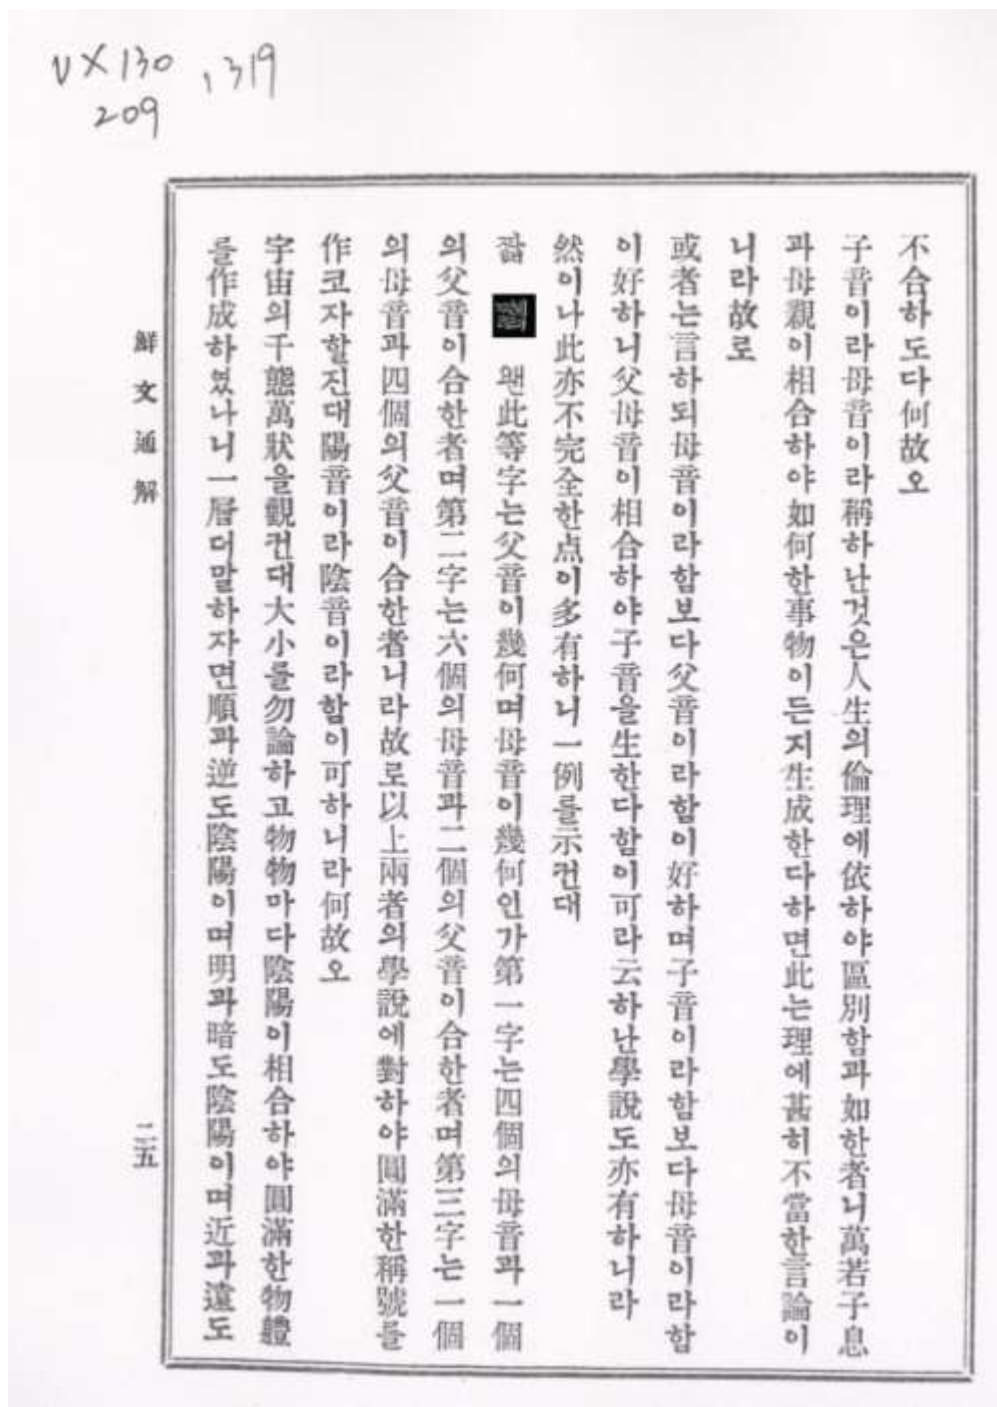 VX130
209
, 319
不合하도다何故오
子音이라母音이라稱하난것은人生의倫理에依하야區別함과如한者니萬若子息
과母親이相合하야如何한事物이든지生成한다하면此는理에甚히不當한言論이
니라故로
或者는言하되母音이라함보다父音이라함이好하며子音이라함보다母音이라함
이好하니父母音이相合하야子音을生한다함이可라云하난學說도亦有하니라
然이나此亦不完全한点이多有하니一例를示컨대
짧 왠此等字는父音이幾何며母音이幾何인가第一字는四個의母音과一個
의父音이合한者며第二字는六個의母音과二個의父音이合한者며第三字는一個
의母音과四個의父音이合한者니라故로以上兩者의學說에對하야圓滿한稱號를
作코자할진대陽音이라陰音이라함이可하니라何故오
宇宙의千態萬狀을觀컨대大小를勿論하고物物마다陰陽이相合하야圓滿한物軆
를作成하였나니一層더말하자면順과逆도陰陽이며明과暗도陰陽이며近과遠도
鮮文通解
二五